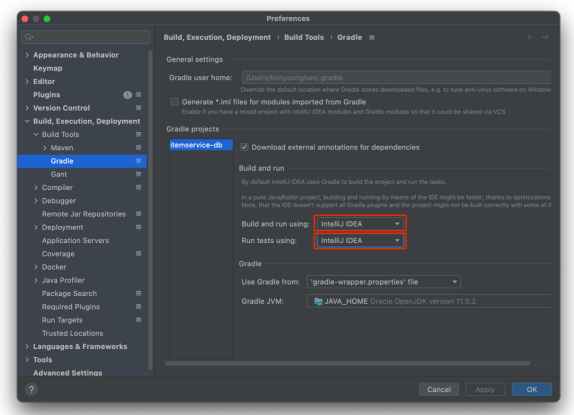 Preferences
Build, Execution, Deployment › Build Tools › Gradle
Appearance & Behavior
Keymap
Editor
Plugins 1
Version Control
Build, Execution, Deployment
Build Tools
Maven
Gradle
Gant
Compiler
Debugger
Remote Jar Repositories
Deployment
Application Servers
Coverage
Docker
Java Profiler
Package Search
Required Plugins
Run Targets
Trusted Locations
Languages & Frameworks
Tools
Advanced Settings
General settings
Gradle user home: /Users/kimyounghan/.gradle
Override the default location where Gradle stores downloaded files, e.g. to tune anti-virus software on Window
Generate *.iml files for modules imported from Gradle
Enable if you have a mixed project with IntelliJ IDEA modules and Gradle modules so that it could be shared via VCS
Gradle projects
itemservice-db
Download external annotations for dependencies
Build and run
By default IntelliJ IDEA uses Gradle to build the project and run the tasks.
In a pure Java/Kotlin project, building and running by means of the IDE might be faster, thanks to optimizations
Note, that the IDE doesn't support all Gradle plugins and the project might not be built correctly with some of t
Build and run using: IntelliJ IDEA
Run tests using: IntelliJ IDEA
Gradle
Use Gradle from: 'gradle-wrapper.properties' file
Gradle JVM: JAVA_HOME Oracle OpenJDK version 11.0.2
? Cancel Apply OK